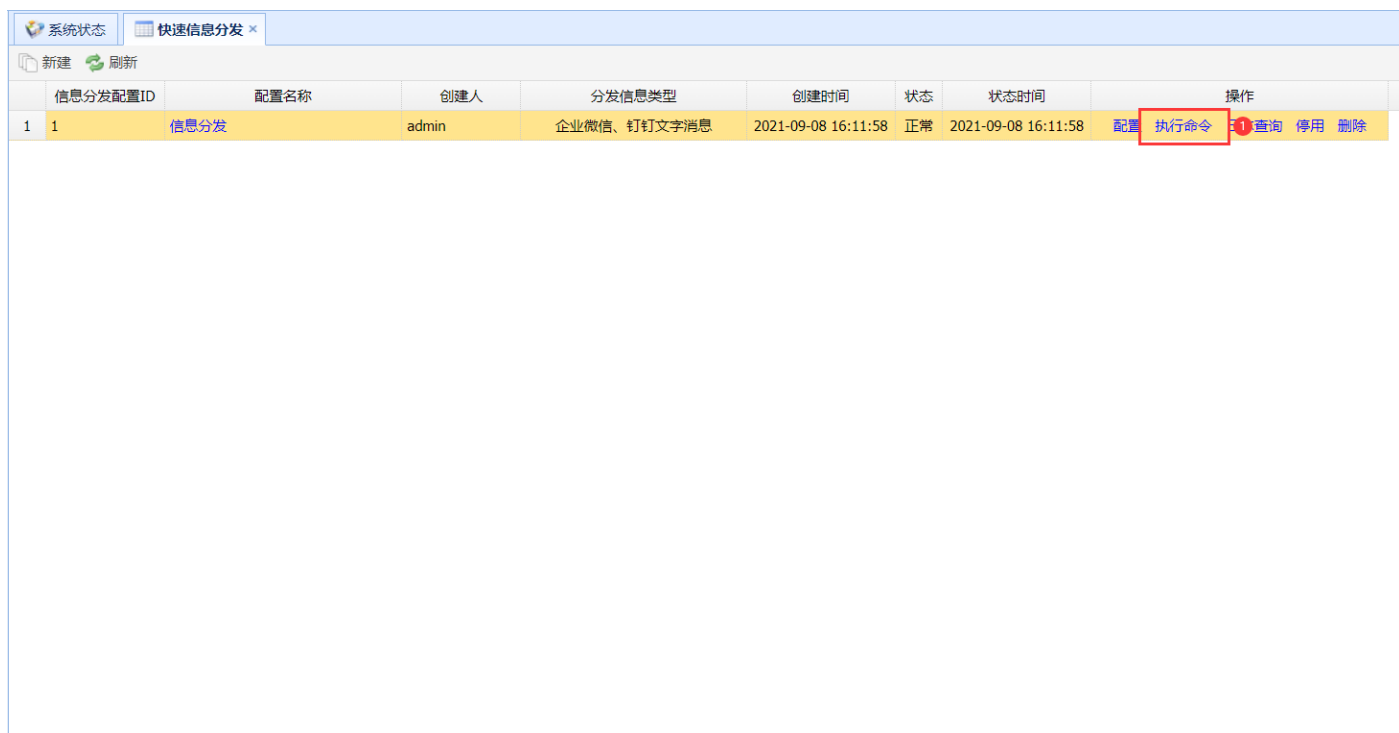 系统状态 快速信息分发 ×
新建 刷新
信息分发配置ID 配置名称 创建人 分发信息类型 创建时间 状态 状态时间 操作
1 1 信息分发 admin 企业微信、钉钉文字消息 2021-09-08 16:11:58 正常 2021-09-08 16:11:58 配置 执行命令 1 查询 停用 删除